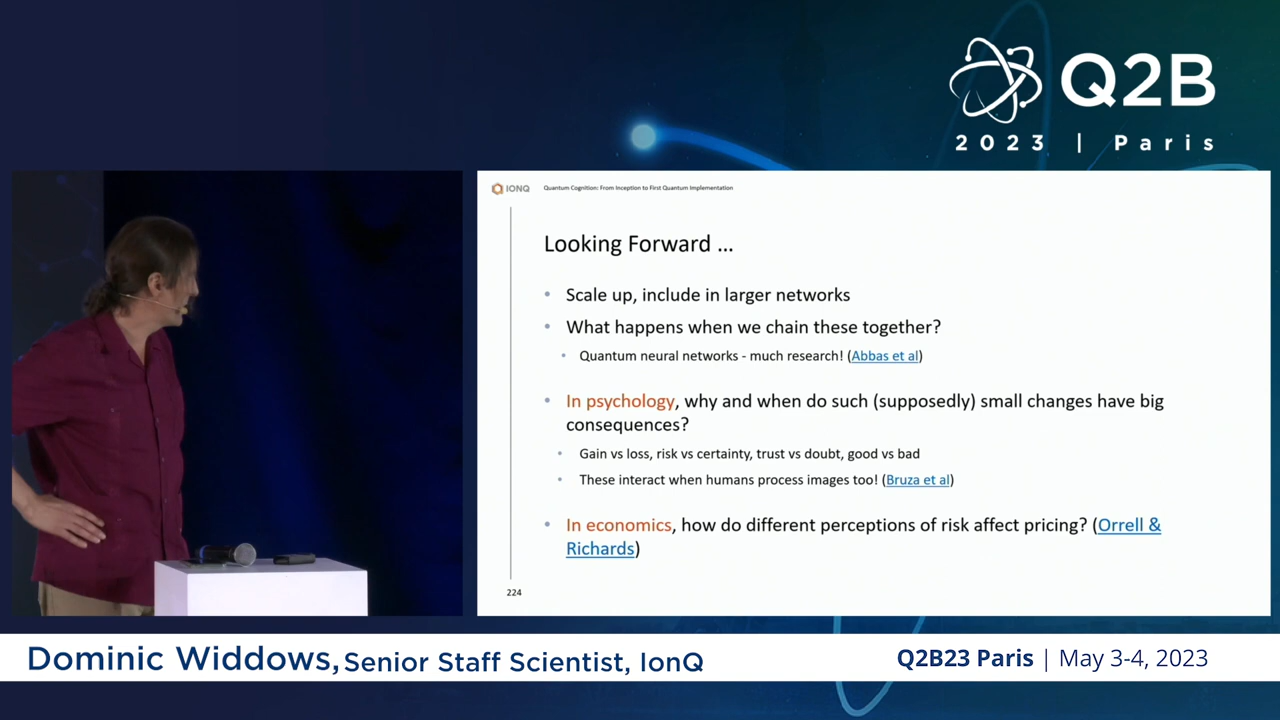 Q2B
2023 | Paris
IONQ
Quantum Cognition: From Inception to First Quantum Implementation
Looking Forward ...
• Scale up, include in larger networks
• What happens when we chain these together?
• Quantum neural networks - much research! (Abbas et al)
• In psychology, why and when do such (supposedly) small changes have big
consequences?
• Gain vs loss, risk vs certainty, trust vs doubt, good vs bad
• These interact when humans process images too! (Bruza et al)
• In economics, how do different perceptions of risk affect pricing? (Orrell &
Richards)
224
Dominic Widdows, Senior Staff Scientist, IonQ
Q2B23 Paris | May 3-4, 2023